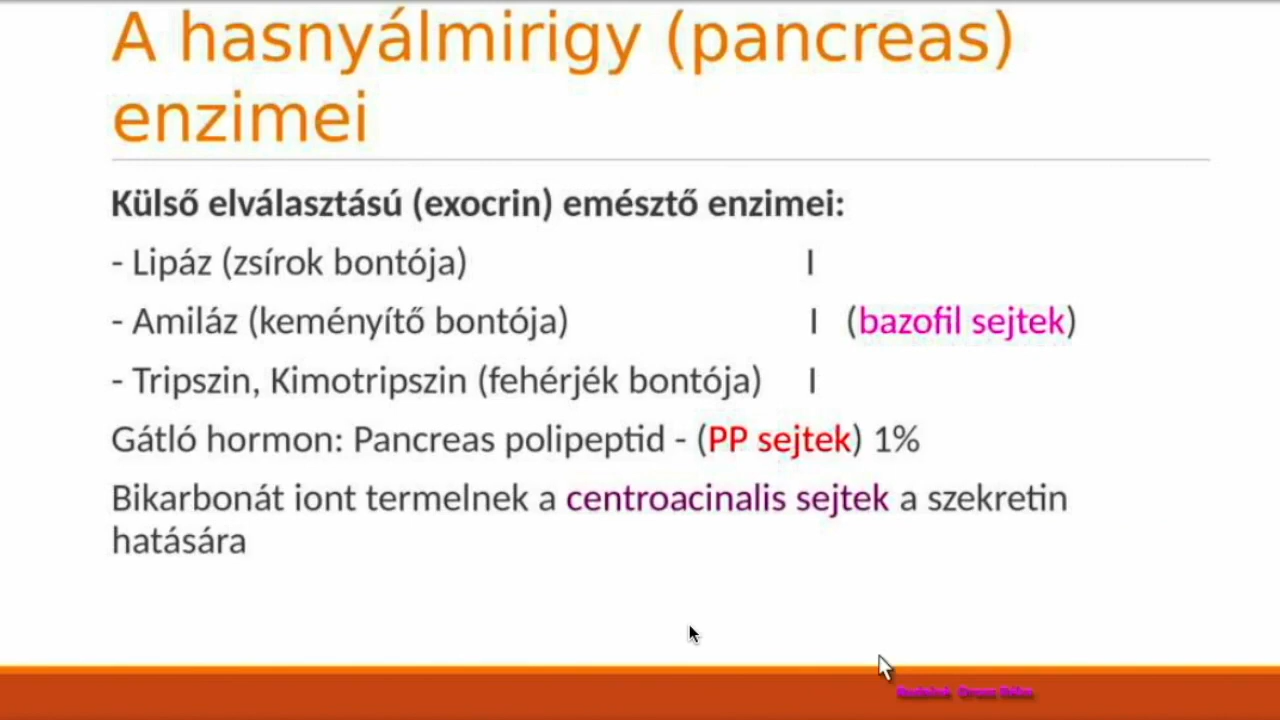 A hasnyálmirigy (pancreas)
enzimei
Külső elválasztású (exocrin) emésztő enzimei:
- Lipáz (zsírok bontója) I
- Amiláz (keményítő bontója) I (bazofil sejtek)
- Tripszin, Kimotripszin (fehérjék bontója) I
Gátló hormon: Pancreas polipeptid - (PP sejtek) 1%
Bikarbonát iont termelnek a centroacinalis sejtek a szekretin
hatására